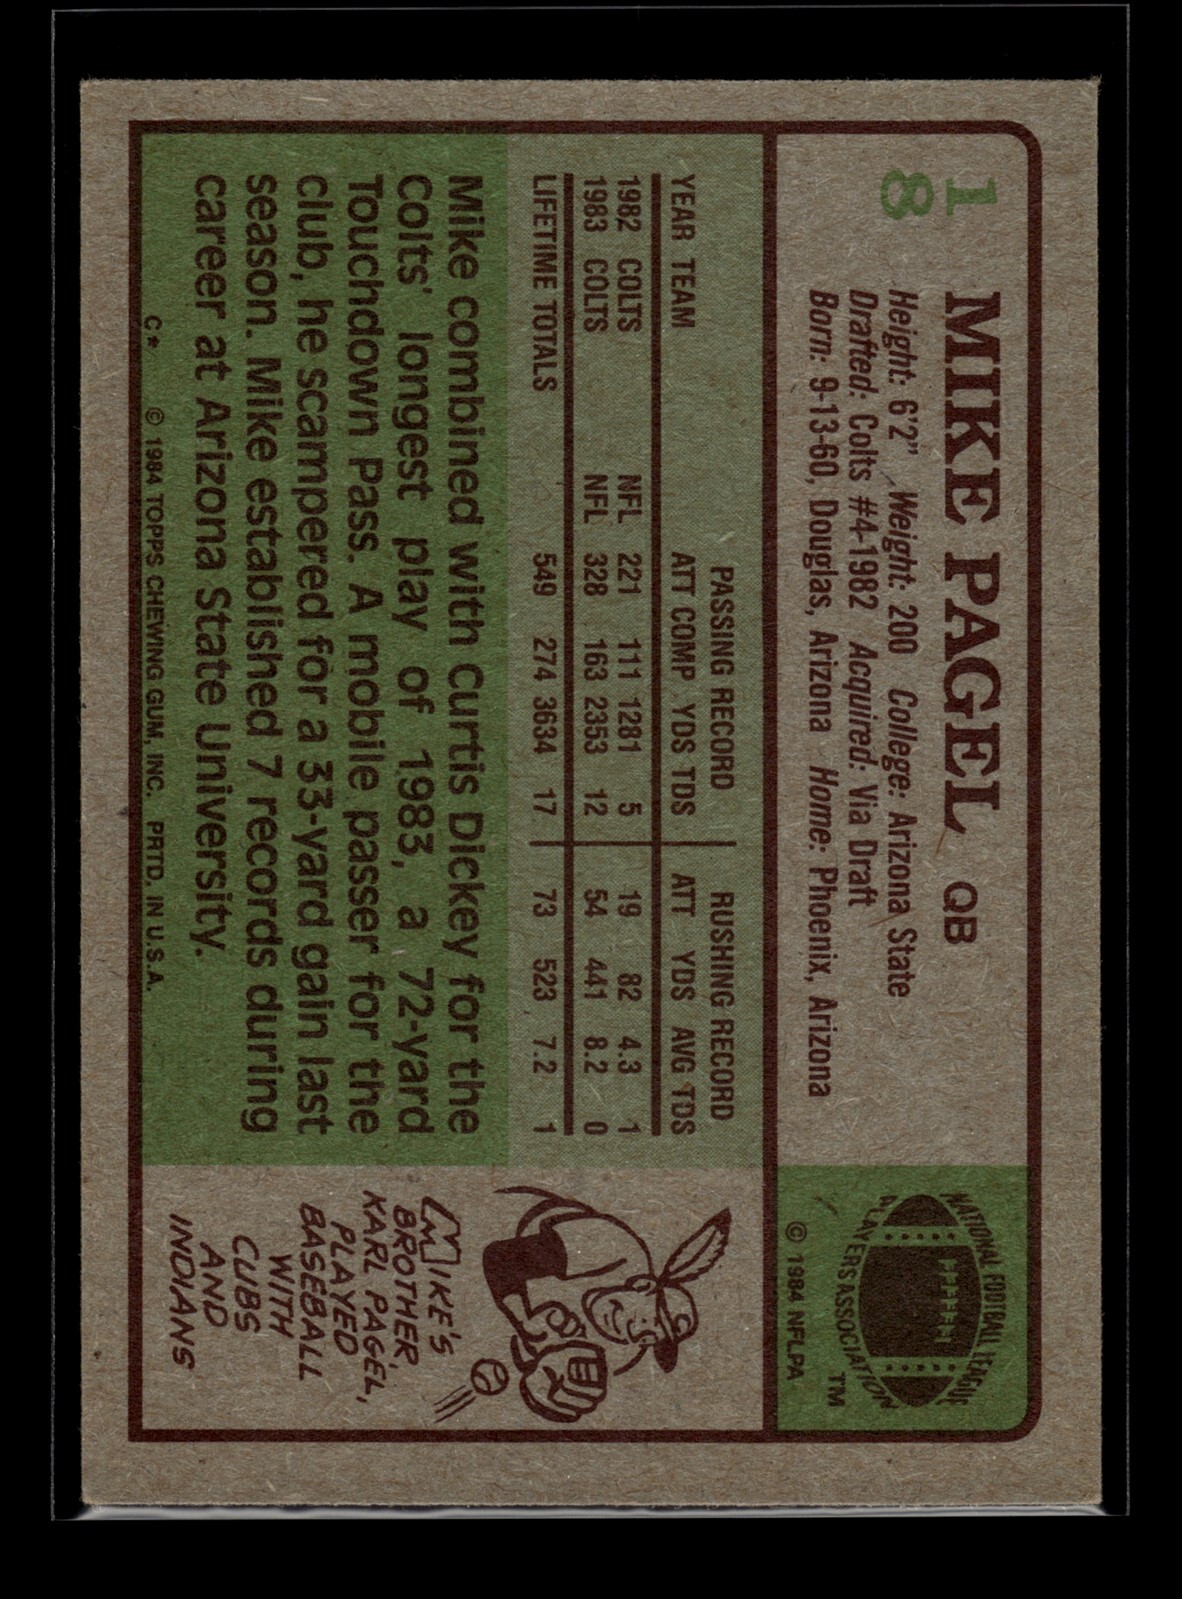 18
MIKE PAGEL QB
Height: 6'2" Weight: 200 College: Arizona State
Drafted: Colts #4-1982 Acquired: Via Draft
Born: 9-13-60, Douglas, Arizona Home: Phoenix, Arizona
NATIONAL FOOTBALL LEAGUE
PLAYERS ASSOCIATION
TM
© 1984 NFLPA
PASSING RECORD RUSHING RECORD
YEAR TEAM ATT COMP YDS TDS ATT YDS AVG TDS
1982 COLTS NFL 221 111 1281 5 19 82 4.3 1
1983 COLTS NFL 328 163 2353 12 54 441 8.2 0
LIFETIME TOTALS 549 274 3634 17 73 523 7.2 1
Mike combined with Curtis Dickey for the
Colts' longest play of 1983, a 72-yard
Touchdown Pass. A mobile passer for the
club, he scampered for a 33-yard gain last
season. Mike established 7 records during
career at Arizona State University.
C* © 1984 TOPPS CHEWING GUM, INC. PRTD. IN U.S.A.
MIKE'S
BROTHER,
KARL PAGEL,
PLAYED
BASEBALL
WITH
CUBS
AND
INDIANS